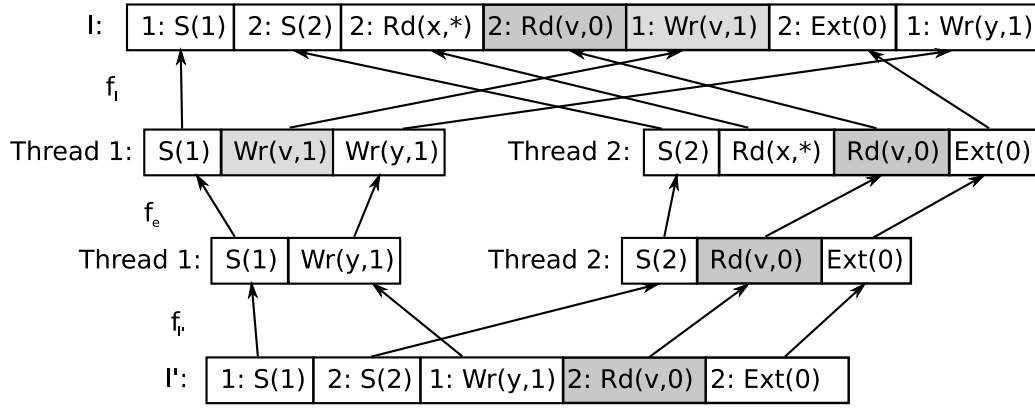 I: 1: S(1) 2: S(2) 2: Rd(x,*) 2: Rd(v,0) 1: Wr(v,1) 2: Ext(0) 1: Wr(y,1)
f_I
Thread 1: S(1) Wr(v,1) Wr(y,1) Thread 2: S(2) Rd(x,*) Rd(v,0) Ext(0)
f_e
Thread 1: S(1) Wr(y,1) Thread 2: S(2) Rd(v,0) Ext(0)
f_I'
I': 1: S(1) 2: S(2) 1: Wr(y,1) 2: Rd(v,0) 2: Ext(0)